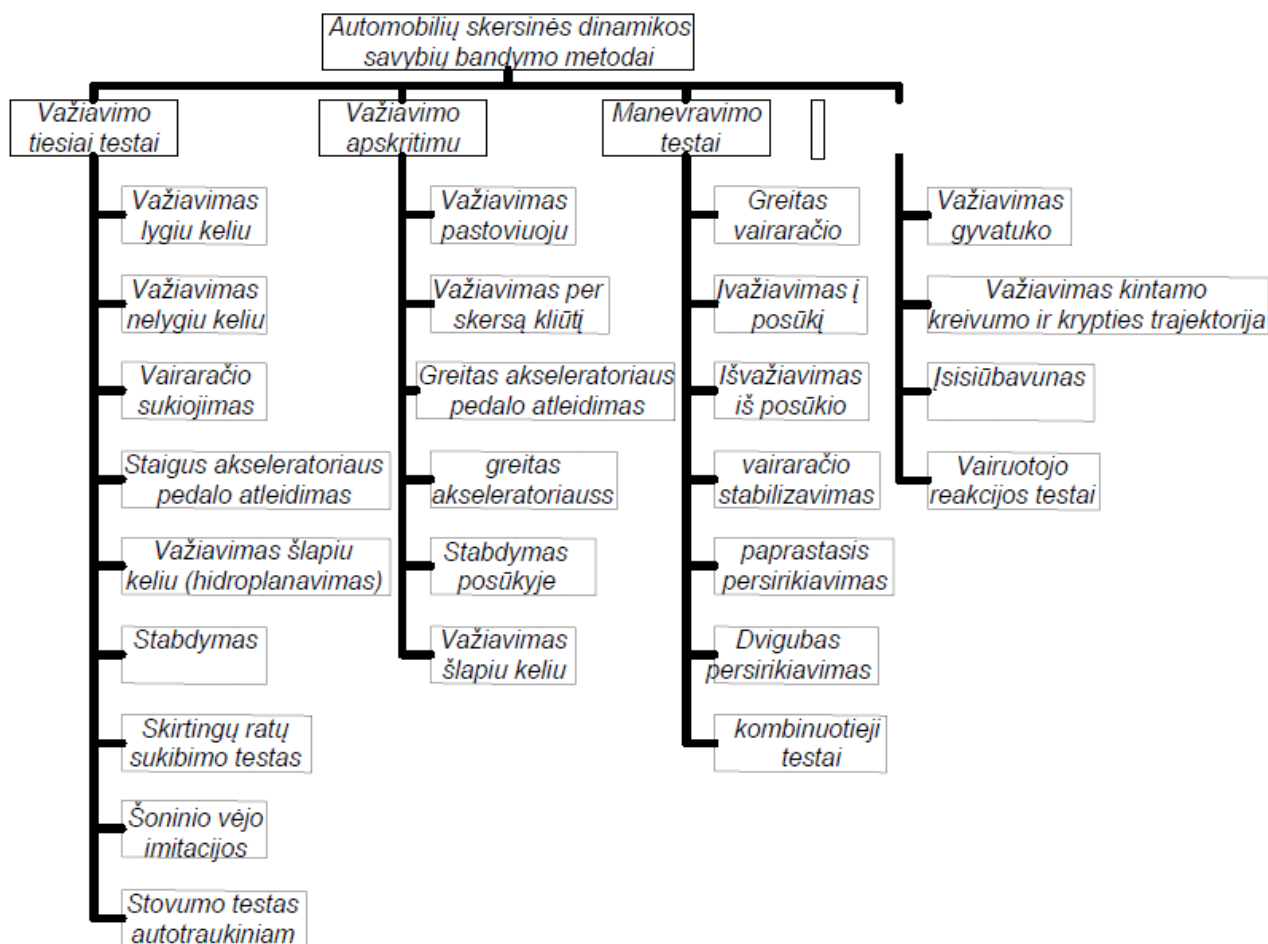 Automobilių skersinės dinamikos
savybių bandymo metodai
Važiavimo
tiesiai testai
Važiavimas
lygiu keliu
Važiavimas
nelygiu keliu
Vairaračio
sukiojimas
Staigus akseleratoriaus
pedalo atleidimas
Važiavimas šlapiu
keliu (hidroplanavimas)
Stabdymas
Skirtingų ratų
sukibimo testas
Šoninio vėjo
imitacijos
Stovumo testas
autotraukiniam
Važiavimo
apskritimu
Važiavimas
pastoviuoju
Važiavimas per
skersą kliūtį
Greitas akseleratoriaus
pedalo atleidimas
greitas
akseleratoriauss
Stabdymas
posūkyje
Važiavimas
šlapiu keliu
Manevravimo
testai
Greitas
vairaračio
Ivažiavimas į
posūkį
Išvažiavimas
iš posūkio
vairaračio
stabilizavimas
paprastasis
persirikiavimas
Dvigubas
persirikiavimas
kombinuotieji
testai
Važiavimas
gyvatuko
Važiavimas kintamo
kreivumo ir krypties trajektorija
Įsisiūbavunas
Vairuotojo
reakcijos testai